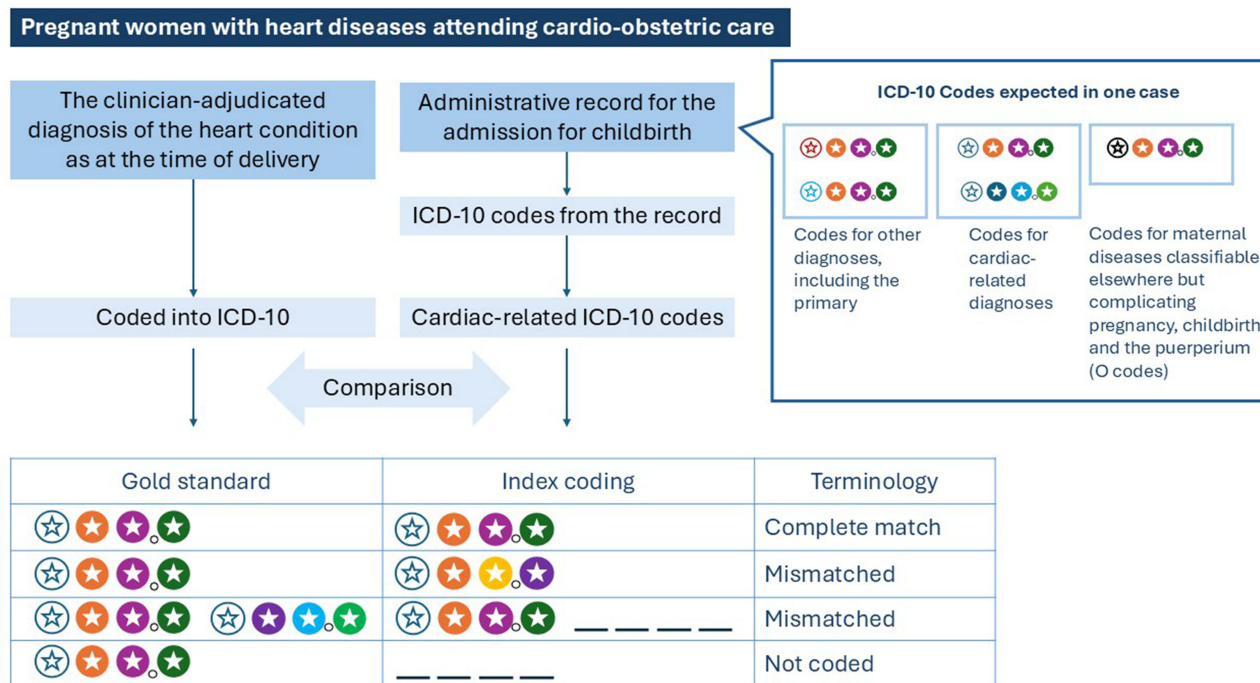 Pregnant women with heart diseases attending cardio-obstetric care
The clinician-adjudicated
diagnosis of the heart condition
as at the time of delivery
Administrative record for the
admission for childbirth
ICD-10 codes from the record
Coded into ICD-10
Cardiac-related ICD-10 codes
Comparison
ICD-10 Codes expected in one case
Codes for other
diagnoses,
including the
primary
Codes for
cardiac-
related
diagnoses
Codes for maternal
diseases classifiable
elsewhere but
complicating
pregnancy, childbirth
and the puerperium
(O codes)
Gold standard
Index coding
Terminology
Complete match
Mismatched
Mismatched
Not coded